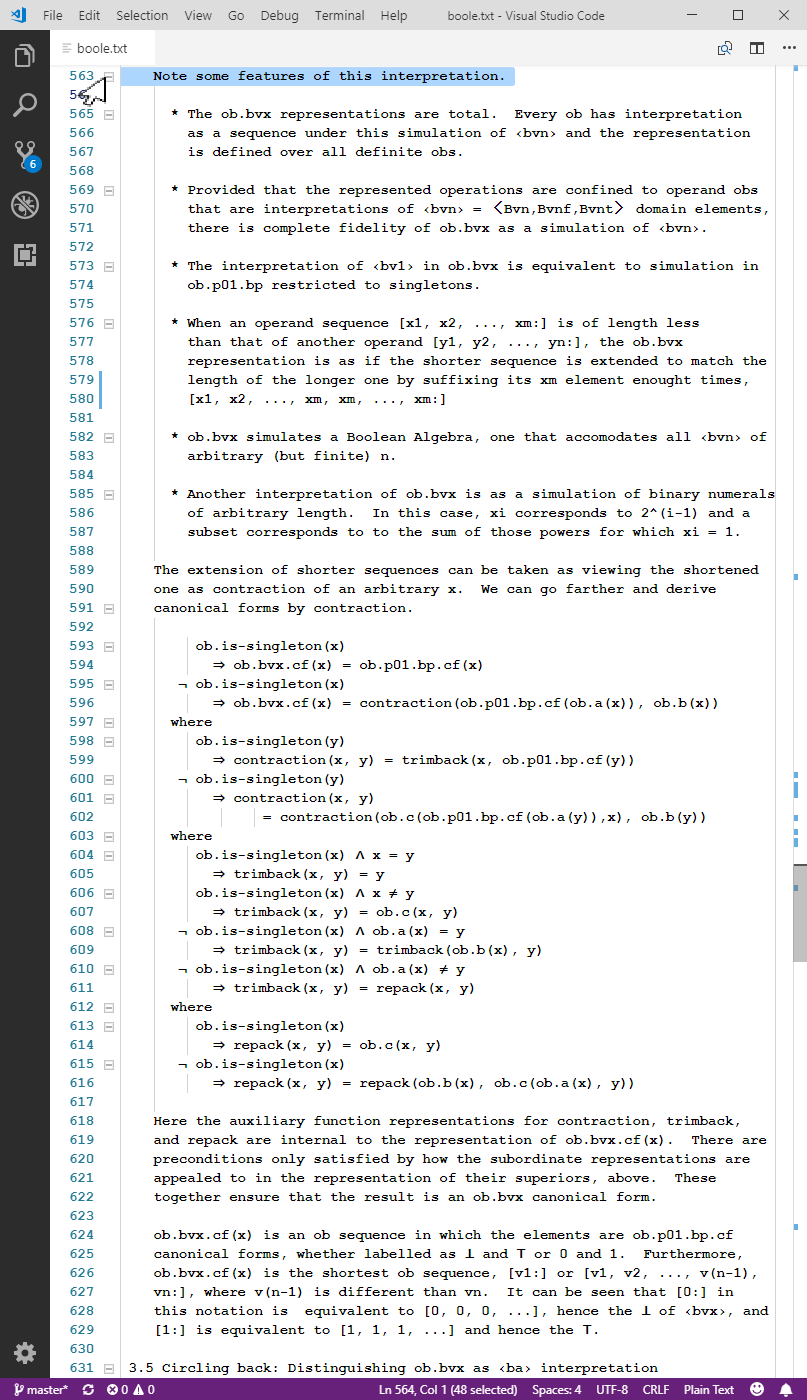 File Edit Selection View Go Debug Terminal Help boole.txt - Visual Studio Code
boole.txt
563 Note some features of this interpretation.
565 * The ob.bvx representations are total. Every ob has interpretation
566 as a sequence under this simulation of ‹bvn› and the representation
567 is defined over all definite obs.
568
569 * Provided that the represented operations are confined to operand obs
570 that are interpretations of ‹bvn› = 〈Bvn,Bvnf,Bvnt〉 domain elements,
571 there is complete fidelity of ob.bvx as a simulation of ‹bvn›.
572
573 * The interpretation of ‹bv1› in ob.bvx is equivalent to simulation in
574 ob.p01.bp restricted to singletons.
575
576 * When an operand sequence [x1, x2, ..., xm:] is of length less
577 than that of another operand [y1, y2, ..., yn:], the ob.bvx
578 representation is as if the shorter sequence is extended to match the
579 length of the longer one by suffixing its xm element enought times,
580 [x1, x2, ..., xm, xm, ..., xm:]
581
582 * ob.bvx simulates a Boolean Algebra, one that accomodates all ‹bvn› of
583 arbitrary (but finite) n.
584
585 * Another interpretation of ob.bvx is as a simulation of binary numerals
586 of arbitrary length. In this case, xi corresponds to 2^(i-1) and a
587 subset corresponds to to the sum of those powers for which xi = 1.
588
589 The extension of shorter sequences can be taken as viewing the shortened
590 one as contraction of an arbitrary x. We can go farther and derive
591 canonical forms by contraction.
592
593 ob.is-singleton(x)
594 ⇒ ob.bvx.cf(x) = ob.p01.bp.cf(x)
595 ¬ ob.is-singleton(x)
596 ⇒ ob.bvx.cf(x) = contraction(ob.p01.bp.cf(ob.a(x)), ob.b(x))
597 where
598 ob.is-singleton(y)
599 ⇒ contraction(x, y) = trimback(x, ob.p01.bp.cf(y))
600 ¬ ob.is-singleton(y)
601 ⇒ contraction(x, y)
602 = contraction(ob.c(ob.p01.bp.cf(ob.a(y)),x), ob.b(y))
603 where
604 ob.is-singleton(x) ∧ x = y
605 ⇒ trimback(x, y) = y
606 ob.is-singleton(x) ∧ x ≠ y
607 ⇒ trimback(x, y) = ob.c(x, y)
608 ¬ ob.is-singleton(x) ∧ ob.a(x) = y
609 ⇒ trimback(x, y) = trimback(ob.b(x), y)
610 ¬ ob.is-singleton(x) ∧ ob.a(x) ≠ y
611 ⇒ trimback(x, y) = repack(x, y)
612 where
613 ob.is-singleton(x)
614 ⇒ repack(x, y) = ob.c(x, y)
615 ¬ ob.is-singleton(x)
616 ⇒ repack(x, y) = repack(ob.b(x), ob.c(ob.a(x), y))
617
618 Here the auxiliary function representations for contraction, trimback,
619 and repack are internal to the representation of ob.bvx.cf(x). There are
620 preconditions only satisfied by how the subordinate representations are
621 appealed to in the representation of their superiors, above. These
622 together ensure that the result is an ob.bvx canonical form.
623
624 ob.bvx.cf(x) is an ob sequence in which the elements are ob.p01.bp.cf
625 canonical forms, whether labelled as ⊥ and ⊤ or 0 and 1. Furthermore,
626 ob.bvx.cf(x) is the shortest ob sequence, [v1:] or [v1, v2, ..., v(n-1),
627 vn:], where v(n-1) is different than vn. It can be seen that [0:] in
628 this notation is equivalent to [0, 0, 0, ...], hence the ⊥ of ‹bvx›, and
629 [1:] is equivalent to [1, 1, 1, ...] and hence the ⊤.
630
631 3.5 Circling back: Distinguishing ob.bvx as ‹ba› interpretation
6
master* 0 0 Ln 564, Col 1 (48 selected) Spaces: 4 UTF-8 CRLF Plain Text